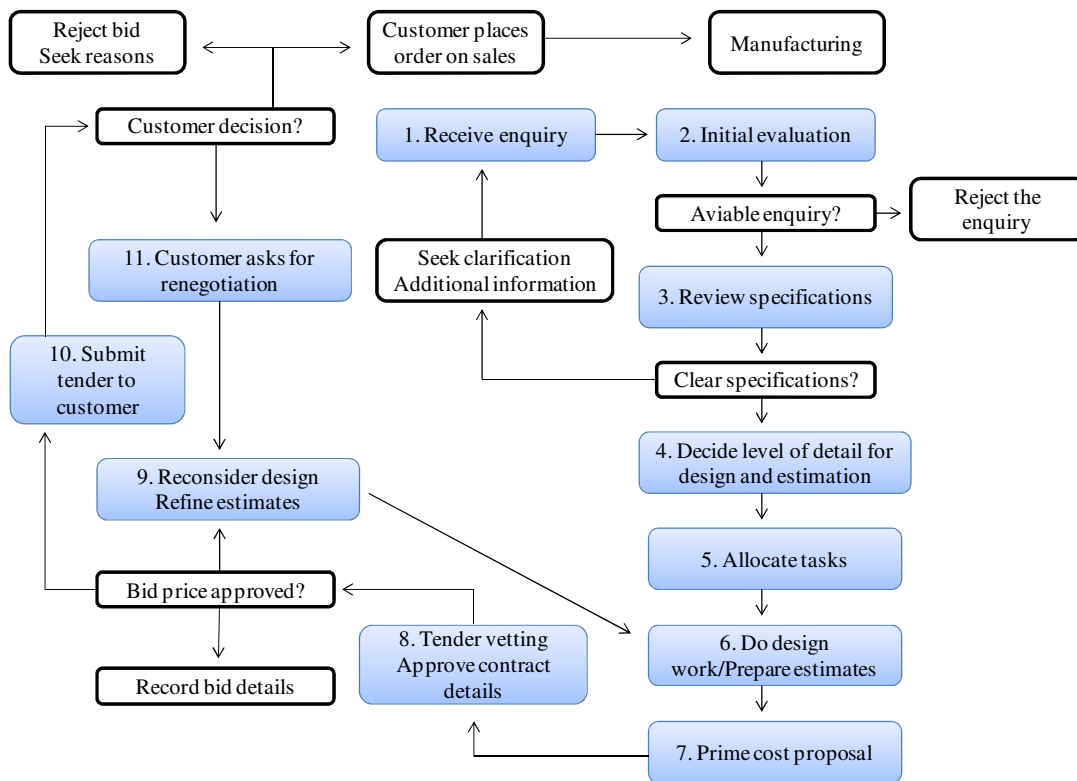 Reject bid
Seek reasons
Customer places
order on sales
Manufacturing
Customer decision?
1. Receive enquiry
2. Initial evaluation
Aviable enquiry?
Reject the
enquiry
11. Customer asks for
renegotiation
Seek clarification
Additional information
3. Review specifications
10. Submit
tender to
customer
Clear specifications?
4. Decide level of detail for
design and estimation
9. Reconsider design
Refine estimates
5. Allocate tasks
Bid price approved?
8. Tender vetting
Approve contract
details
6. Do design
work/Prepare estimates
Record bid details
7. Prime cost proposal